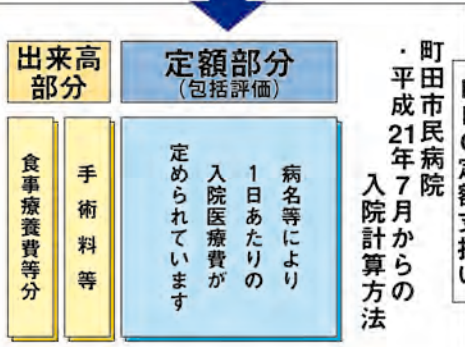 町田市民病院
・平成21年7月からの
入院計算方法
定額部分
(包括評価)
病名等により
1日あたりの
入院医療費が
定められています
出来高
部分
手術料等
食事療養費等分